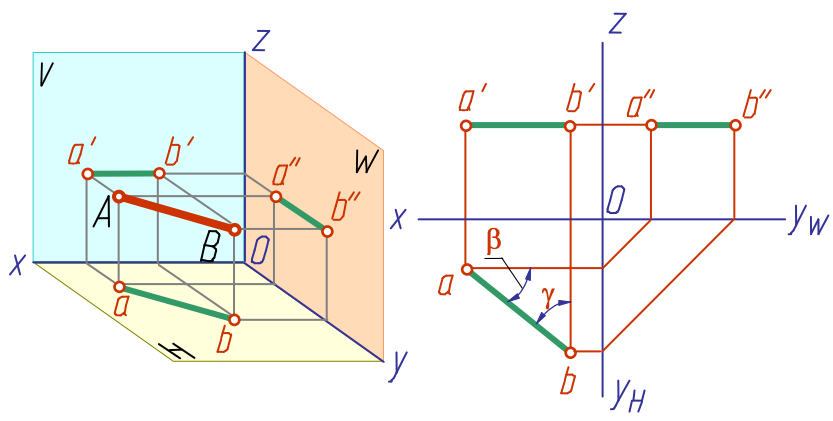 z
V
a'
b'
a"
W
b"
A
B
O
x
a
b
H
y
z
a'
b'
a"
b"
O
x
y_W
β
a
γ
b
y_H